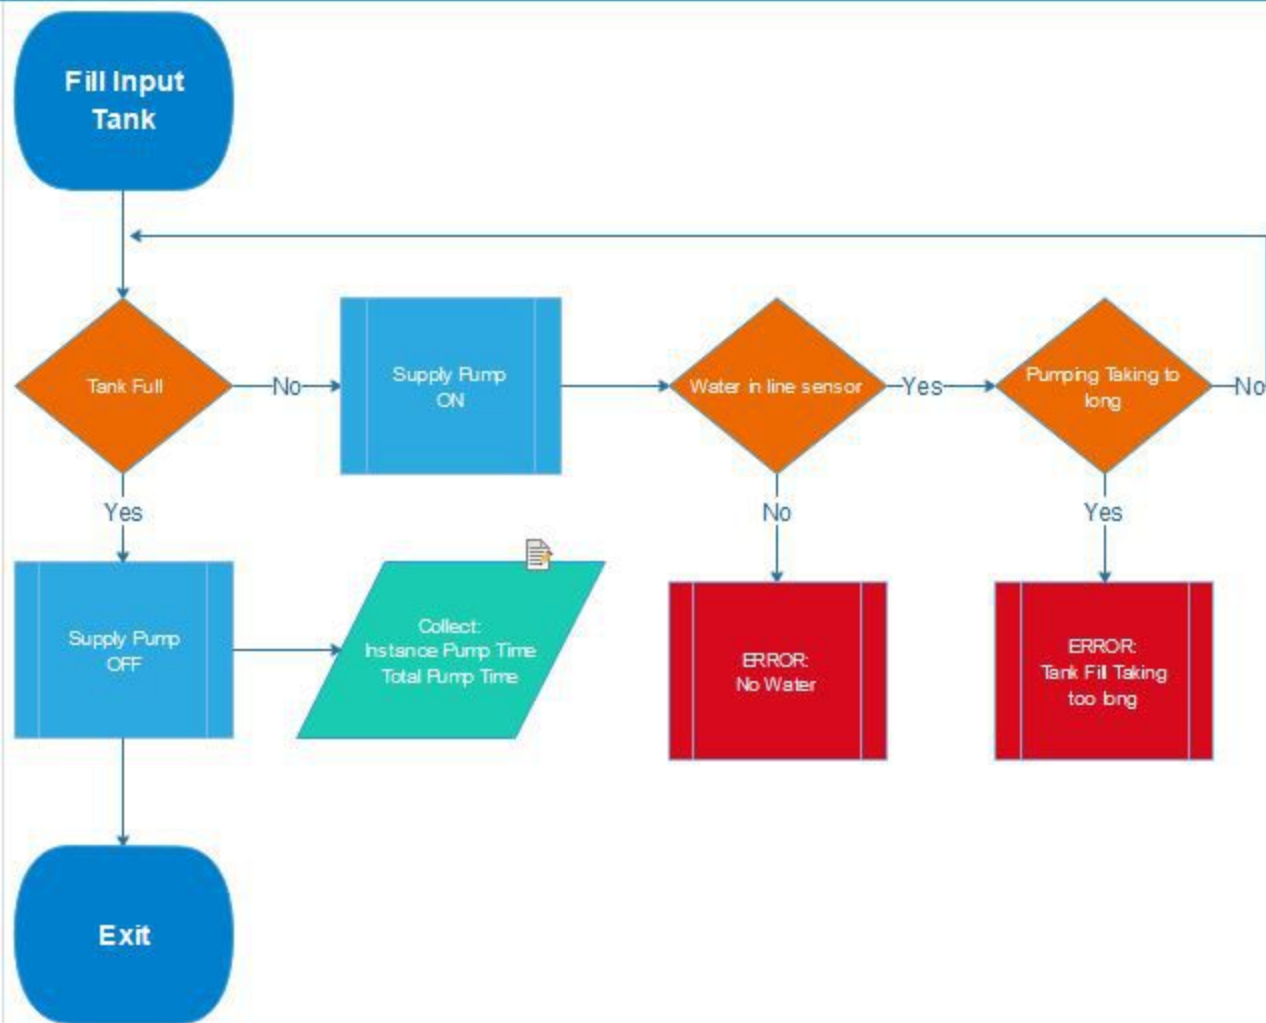 Fill Input
Tank
Tank Full
No
Supply Pump
ON
Water in line sensor
Yes
Pumping Taking to
long
No
Yes
No
Yes
Supply Pump
OFF
Collect:
Instance Pump Time
Total Pump Time
ERROR:
No Water
ERROR:
Tank Fill Taking
too long
Exit